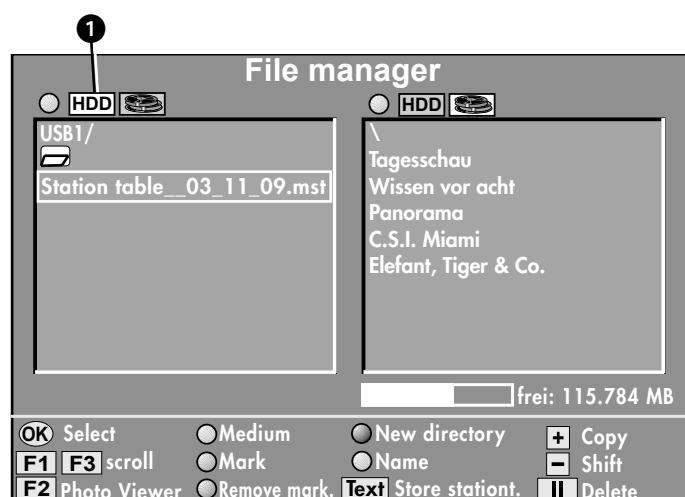 1
File manager
HDD HDD
USB1/
Station table__03_11_09.mst
\
Tagesschau
Wissen vor acht
Panorama
C.S.I. Miami
Elefant, Tiger & Co.
frei: 115.784 MB
OK Select Medium New directory + Copy
F1 F3 scroll Mark Name − Shift
F2 Photo Viewer Remove mark. Text Store stationt. II Delete